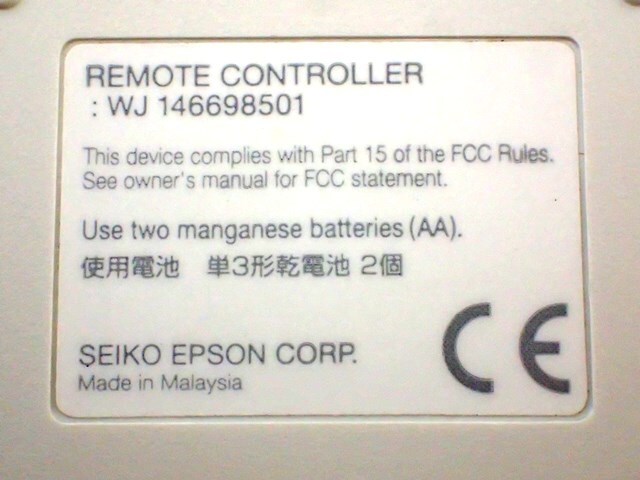 REMOTE CONTROLLER
: WJ 146698501
This device complies with Part 15 of the FCC Rules.
See owner's manual for FCC statement.
Use two manganese batteries (AA).
使用電池 単3形乾電池 2個
SEIKO EPSON CORP.
Made in Malaysia
CE